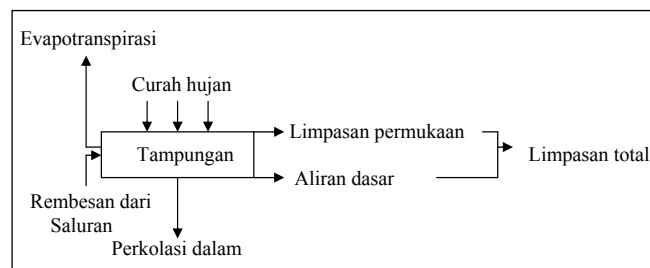 Evapotranspirasi
Curah hujan
Limpasan permukaan
Tampungan
Limpasan total
Aliran dasar
Rembesan dari
Saluran
Perkolasi dalam